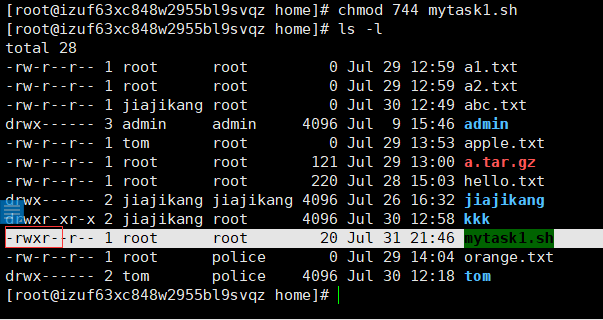 [root@izuf63xc848w2955bl9svqz home]# chmod 744 mytask1.sh
[root@izuf63xc848w2955bl9svqz home]# ls -l
total 28
-rw-r--r-- 1 root root 0 Jul 29 12:59 a1.txt
-rw-r--r-- 1 root root 0 Jul 29 12:59 a2.txt
-rw-r--r-- 1 jiajikang root 0 Jul 30 12:49 abc.txt
drwx------ 3 admin admin 4096 Jul 9 15:46 admin
-rw-r--r-- 1 tom root 0 Jul 29 13:53 apple.txt
-rw-r--r-- 1 root root 121 Jul 29 13:00 a.tar.gz
-rw-r--r-- 1 root root 220 Jul 28 15:03 hello.txt
drwx------ 2 jiajikang jiajikang 4096 Jul 26 16:32 jiajikang
drwxr-xr-x 2 jiajikang root 4096 Jul 30 12:58 kkk
-rwxr--r-- 1 root root 20 Jul 31 21:46 mytask1.sh
-rw-r--r-- 1 root police 0 Jul 29 14:04 orange.txt
drwx------ 2 tom police 4096 Jul 30 12:18 tom
[root@izuf63xc848w2955bl9svqz home]#